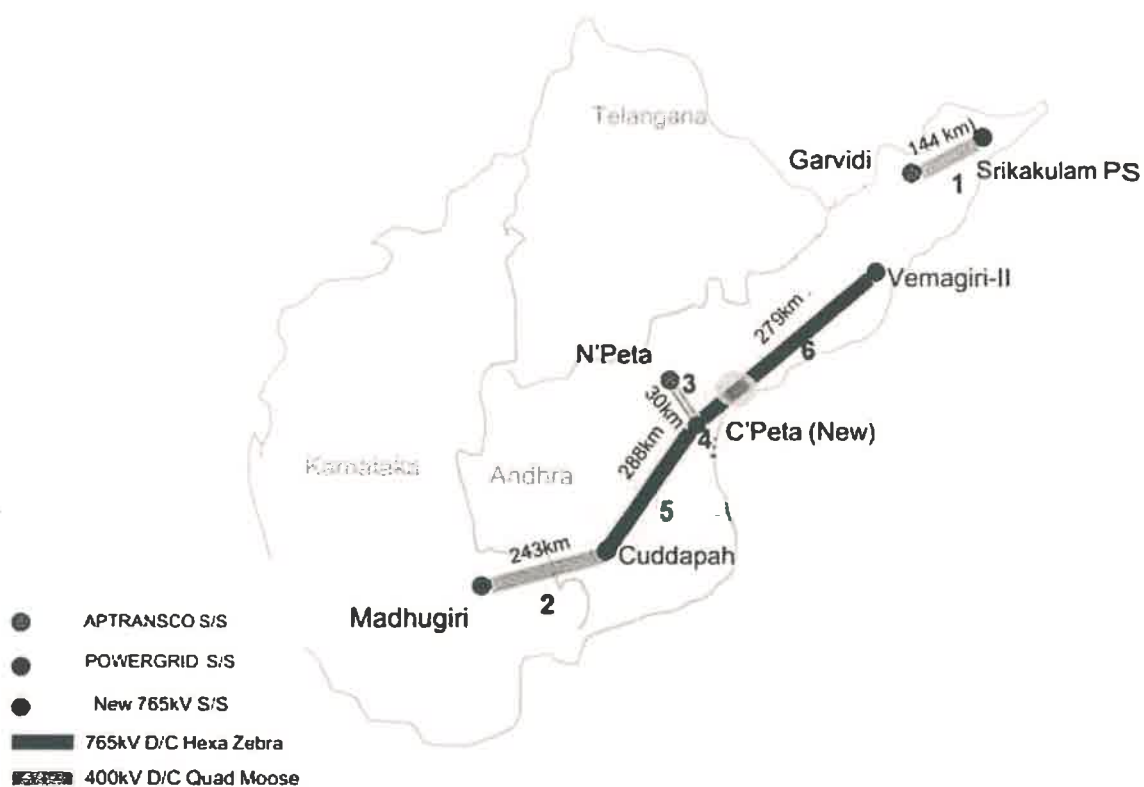 Telangana
144 km)
Garvidi
1
Srikakulam PS
Vemagiri-II
279km
6
N'Peta
3
30km
4
C'Peta (New)
288km
Karnataka
Andhra
5
243km
Cuddapah
2
Madhugiri
APTRANSCO S/S
POWERGRID S/S
New 765kV S/S
765kV D/C Hexa Zebra
400kV D/C Quad Moose